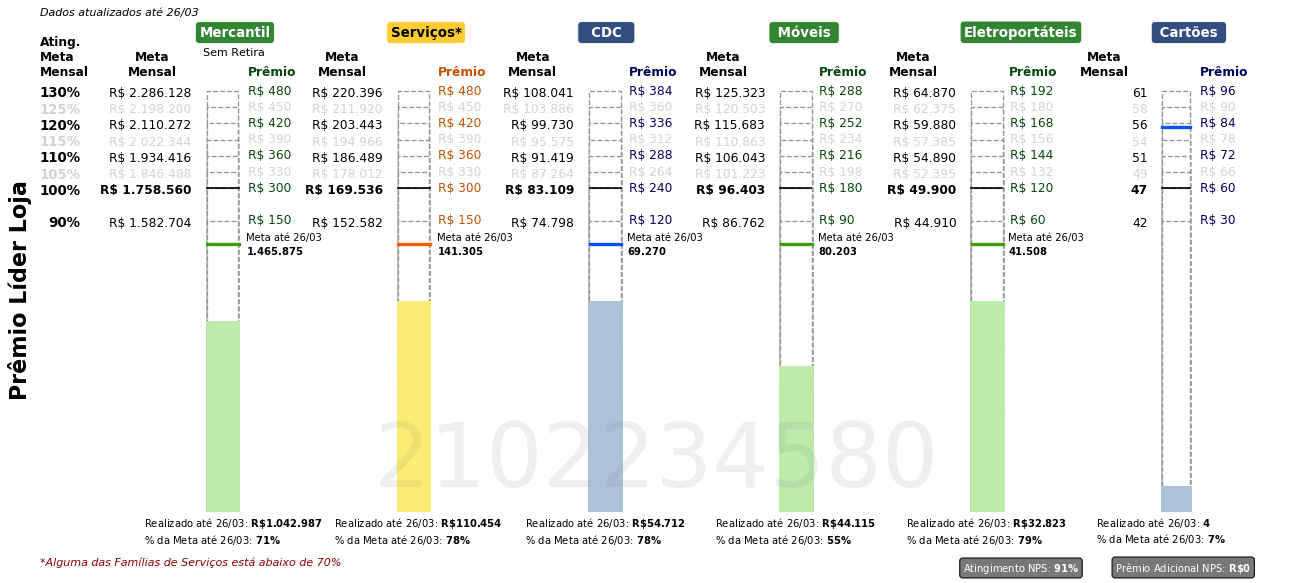 Dados atualizados até 26/03
Mercantil Serviços* CDC Móveis Eletroportáteis Cartões
Sem Retira
Ating. Meta Mensal
Meta Mensal Prêmio Meta Mensal Prêmio Meta Mensal Prêmio Meta Mensal Prêmio Meta Mensal Prêmio Meta Mensal Prêmio
130% R$ 2.286.128 R$ 480 R$ 220.396 R$ 480 R$ 108.041 R$ 384 R$ 125.323 R$ 288 R$ 64.870 R$ 192 61 R$ 96
125% R$ 2.198.200 R$ 450 R$ 211.920 R$ 450 R$ 103.886 R$ 360 R$ 120.503 R$ 270 R$ 62.375 R$ 180 58 R$ 90
120% R$ 2.110.272 R$ 420 R$ 203.443 R$ 420 R$ 99.730 R$ 336 R$ 115.683 R$ 252 R$ 59.880 R$ 168 56 R$ 84
115% R$ 2.022.344 R$ 390 R$ 194.966 R$ 390 R$ 95.575 R$ 312 R$ 110.863 R$ 234 R$ 57.385 R$ 156 54 R$ 78
110% R$ 1.934.416 R$ 360 R$ 186.489 R$ 360 R$ 91.419 R$ 288 R$ 106.043 R$ 216 R$ 54.890 R$ 144 51 R$ 72
105% R$ 1.846.488 R$ 330 R$ 178.012 R$ 330 R$ 87.264 R$ 264 R$ 101.223 R$ 198 R$ 52.395 R$ 132 49 R$ 66
100% R$ 1.758.560 R$ 300 R$ 169.536 R$ 300 R$ 83.109 R$ 240 R$ 96.403 R$ 180 R$ 49.900 R$ 120 47 R$ 60
90% R$ 1.582.704 R$ 150 R$ 152.582 R$ 150 R$ 74.798 R$ 120 R$ 86.762 R$ 90 R$ 44.910 R$ 60 42 R$ 30
Meta até 26/03 Meta até 26/03 Meta até 26/03 Meta até 26/03 Meta até 26/03
1.465.875 141.305 69.270 80.203 41.508
Prêmio Líder Loja
2102234580
Realizado até 26/03: R$1.042.987 Realizado até 26/03: R$110.454 Realizado até 26/03: R$54.712 Realizado até 26/03: R$44.115 Realizado até 26/03: R$32.823 Realizado até 26/03: 4
% da Meta até 26/03: 71% % da Meta até 26/03: 78% % da Meta até 26/03: 78% % da Meta até 26/03: 55% % da Meta até 26/03: 79% % da Meta até 26/03: 7%
*Alguma das Famílias de Serviços está abaixo de 70%
Atingimento NPS: 91% Prêmio Adicional NPS: R$0